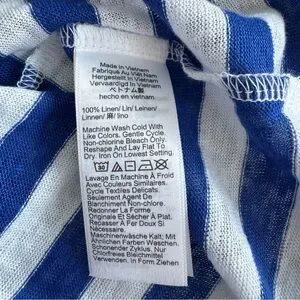 Made in Vietnam
Fabriqué Au Viêt Nam
Hergestellt in Vietnam
Vervaardigd in Vietnam
ベトナム製
hecho en vietnam
100% Linen/ Lin/ Leinen/
Linnen/ 麻/ lino
Machine Wash Cold With
Like Colors. Gentle Cycle.
Non-chlorine Bleach Only.
Reshape And Lay Flat To
Dry. Iron On Lowest Setting.
Lavage En Machine À Froid
Avec Couleurs Similaires.
Cycle Textiles Delicats.
Seulement Agent De
Blanchiment Non-chlore.
Redonner La Forme
Originale Et Sécher À Plat.
Repasser À Fer Doux Si
Nécessaire.
Maschinenwäsche Kalt; Mit
Ähnlichen Farben Waschen.
Schonender Zyklus. Nur
Chlorfreies Bleichmittel
Verwenden. In Form Ziehen